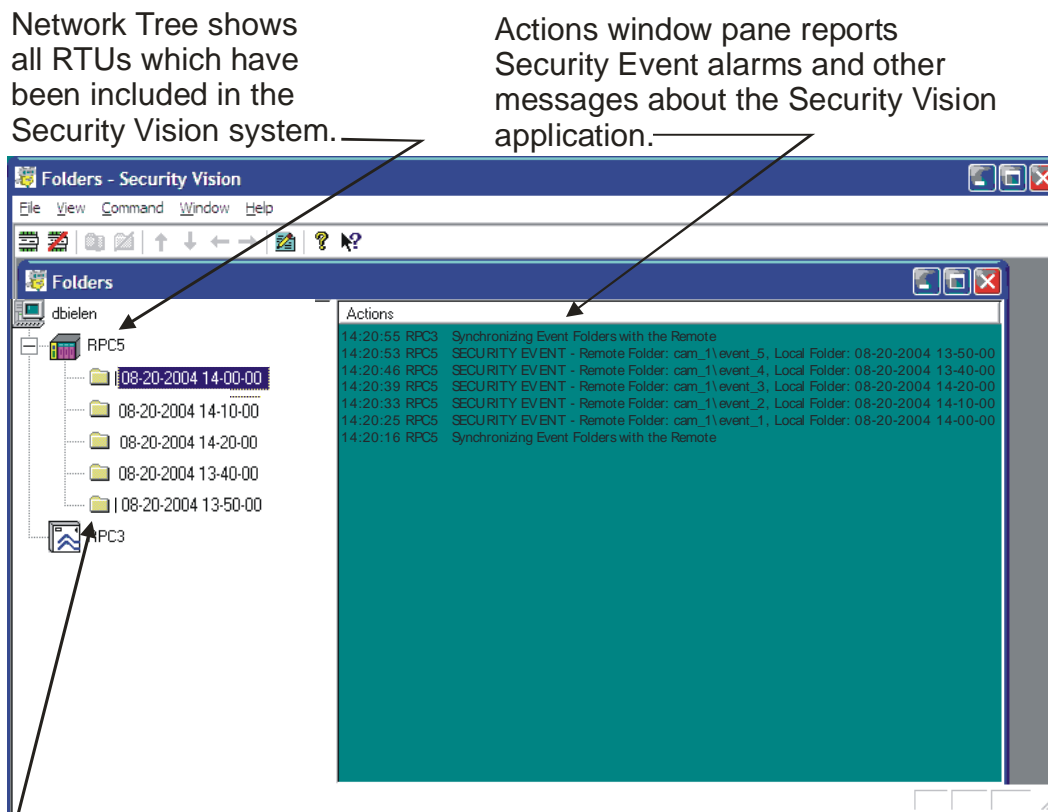 Network Tree shows
all RTUs which have
been included in the
Security Vision system.
Actions window pane reports
Security Event alarms and other
messages about the Security Vision
application.
Folders - Security Vision
File View Command Window Help
Folders
dbielen
RPC5
08-20-2004 14-00-00
08-20-2004 14-10-00
08-20-2004 14-20-00
08-20-2004 13-40-00
08-20-2004 13-50-00
RPC3
Actions
14:20:55 RPC3 Synchronizing Event Folders with the Remote
14:20:53 RPC5 SECURITY EVENT - Remote Folder: cam_1\event_5, Local Folder: 08-20-2004 13-50-00
14:20:46 RPC5 SECURITY EVENT - Remote Folder: cam_1\event_4, Local Folder: 08-20-2004 13-40-00
14:20:39 RPC5 SECURITY EVENT - Remote Folder: cam_1\event_3, Local Folder: 08-20-2004 14-20-00
14:20:33 RPC5 SECURITY EVENT - Remote Folder: cam_1\event_2, Local Folder: 08-20-2004 14-10-00
14:20:25 RPC5 SECURITY EVENT - Remote Folder: cam_1\event_1, Local Folder: 08-20-2004 14-00-00
14:20:16 RPC5 Synchronizing Event Folders with the Remote